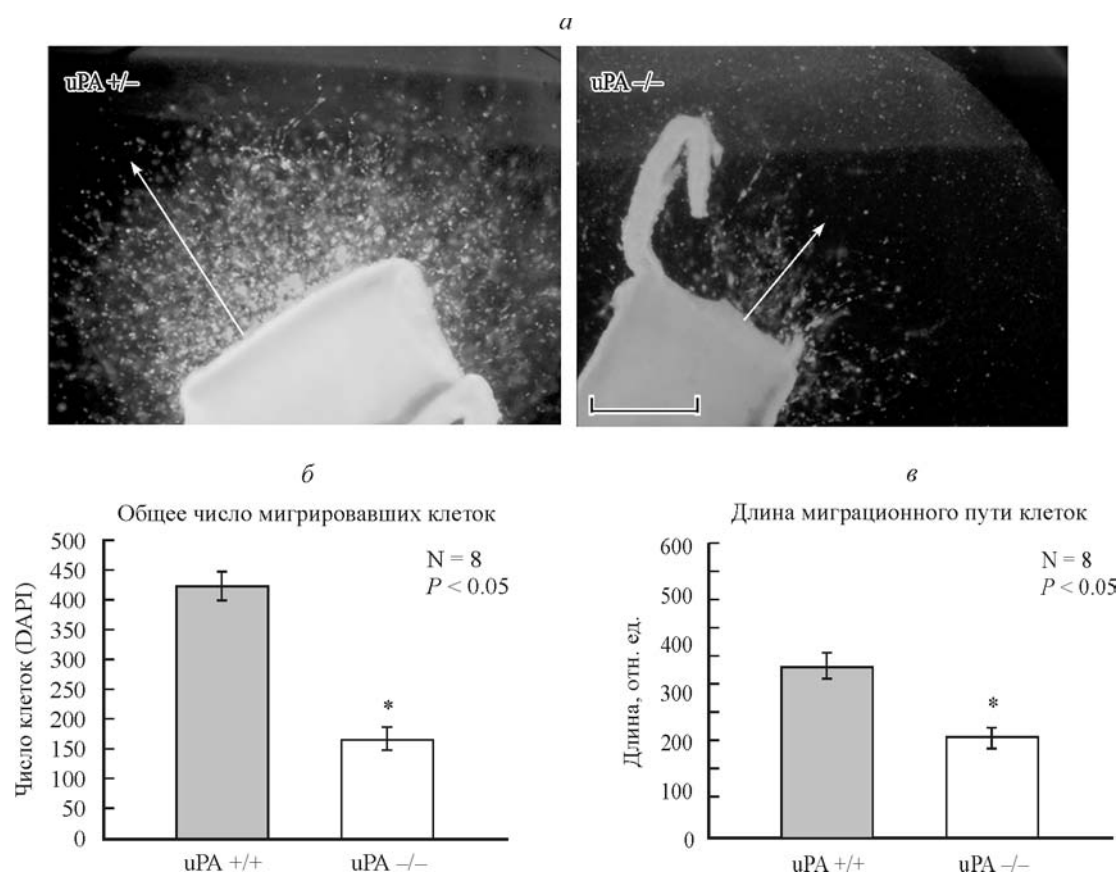 а
uPA +/–
uPA –/–
б
Общее число мигрировавших клеток
N = 8
P < 0.05
Число клеток (DAPI)
500
450
400
350
300
250
200
150
100
50
0
*
uPA +/+
uPA –/–
в
Длина миграционного пути клеток
N = 8
P < 0.05
Длина, отн. ед.
600
500
400
300
200
100
0
*
uPA +/+
uPA –/–